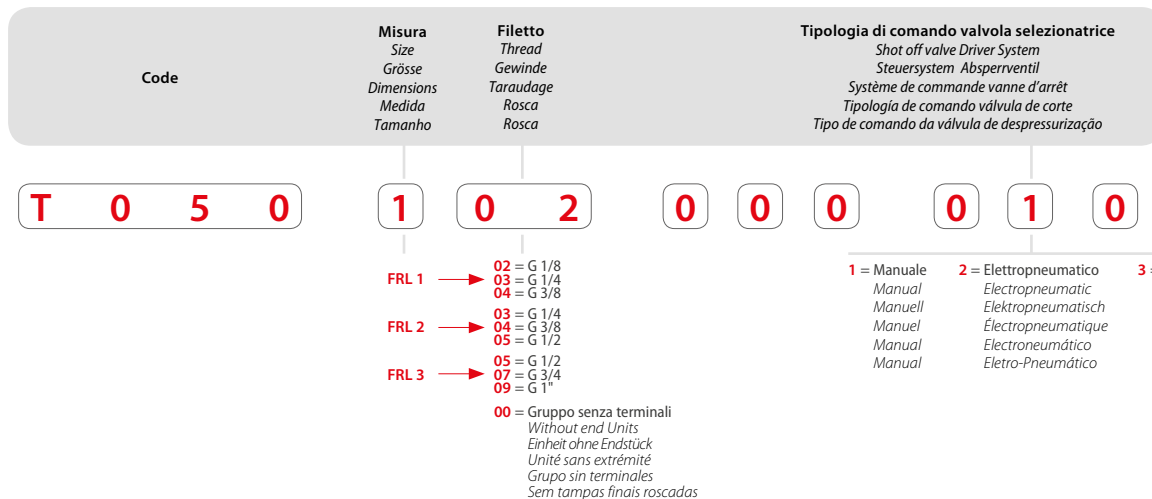 Code
Misura
Size
Grösse
Dimensions
Medida
Tamanho
Filetto
Thread
Gewinde
Taraudage
Rosca
Rosca
Tipologia di comando valvola selezionatrice
Shot off valve Driver System
Steuersystem Absperrventil
Système de commande vanne d'arrêt
Tipología de comando válvula de corte
Tipo de comando da válvula de despressurização
T 0 5 0 1 0 2 0 0 0 0 1 0
FRL 1
02 = G 1/8
03 = G 1/4
04 = G 3/8
FRL 2
03 = G 1/4
04 = G 3/8
05 = G 1/2
FRL 3
05 = G 1/2
07 = G 3/4
09 = G 1"
00 = Gruppo senza terminali
Without end Units
Einheit ohne Endstück
Unité sans extrémité
Grupo sin terminales
Sem tampas finais roscadas
1 = Manuale
Manual
Manuell
Manuel
Manual
Manual
2 = Elettropneumatico
Electropneumatic
Elektropneumatisch
Électropneumatique
Electroneumático
Eletro-Pneumático
3 =